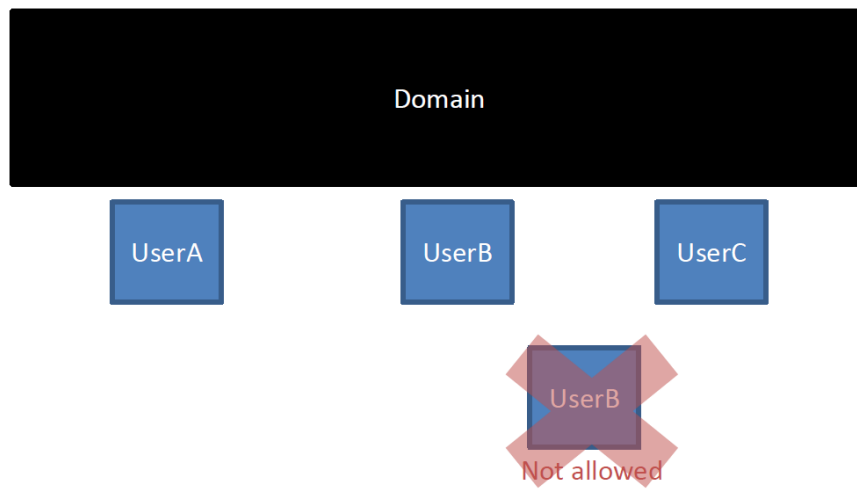 Domain
UserA
UserB
UserC
UserB
Not allowed